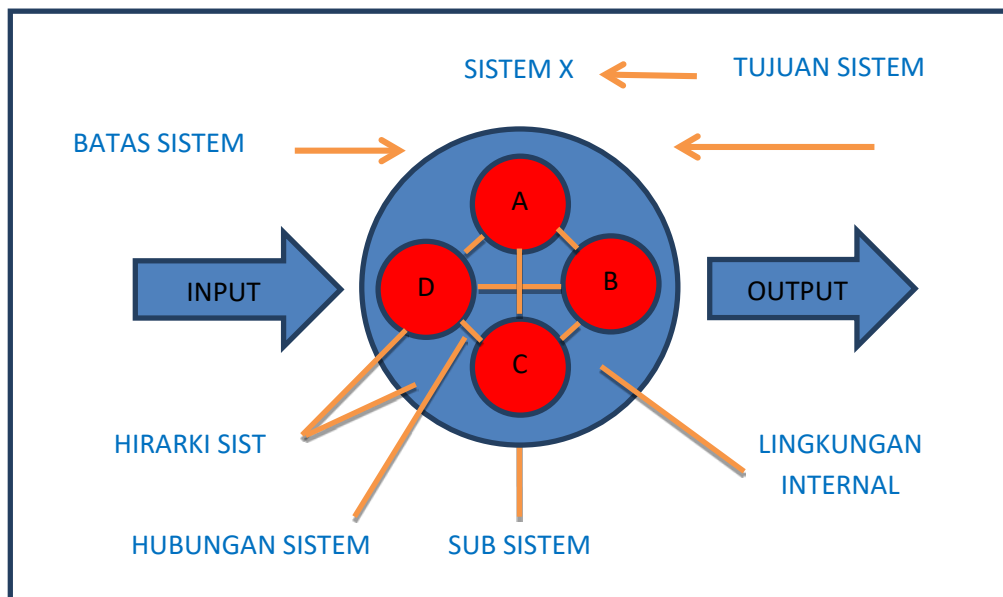 SISTEM X
TUJUAN SISTEM
BATAS SISTEM
A
D
B
INPUT
OUTPUT
C
HIRARKI SIST
LINGKUNGAN
INTERNAL
HUBUNGAN SISTEM
SUB SISTEM